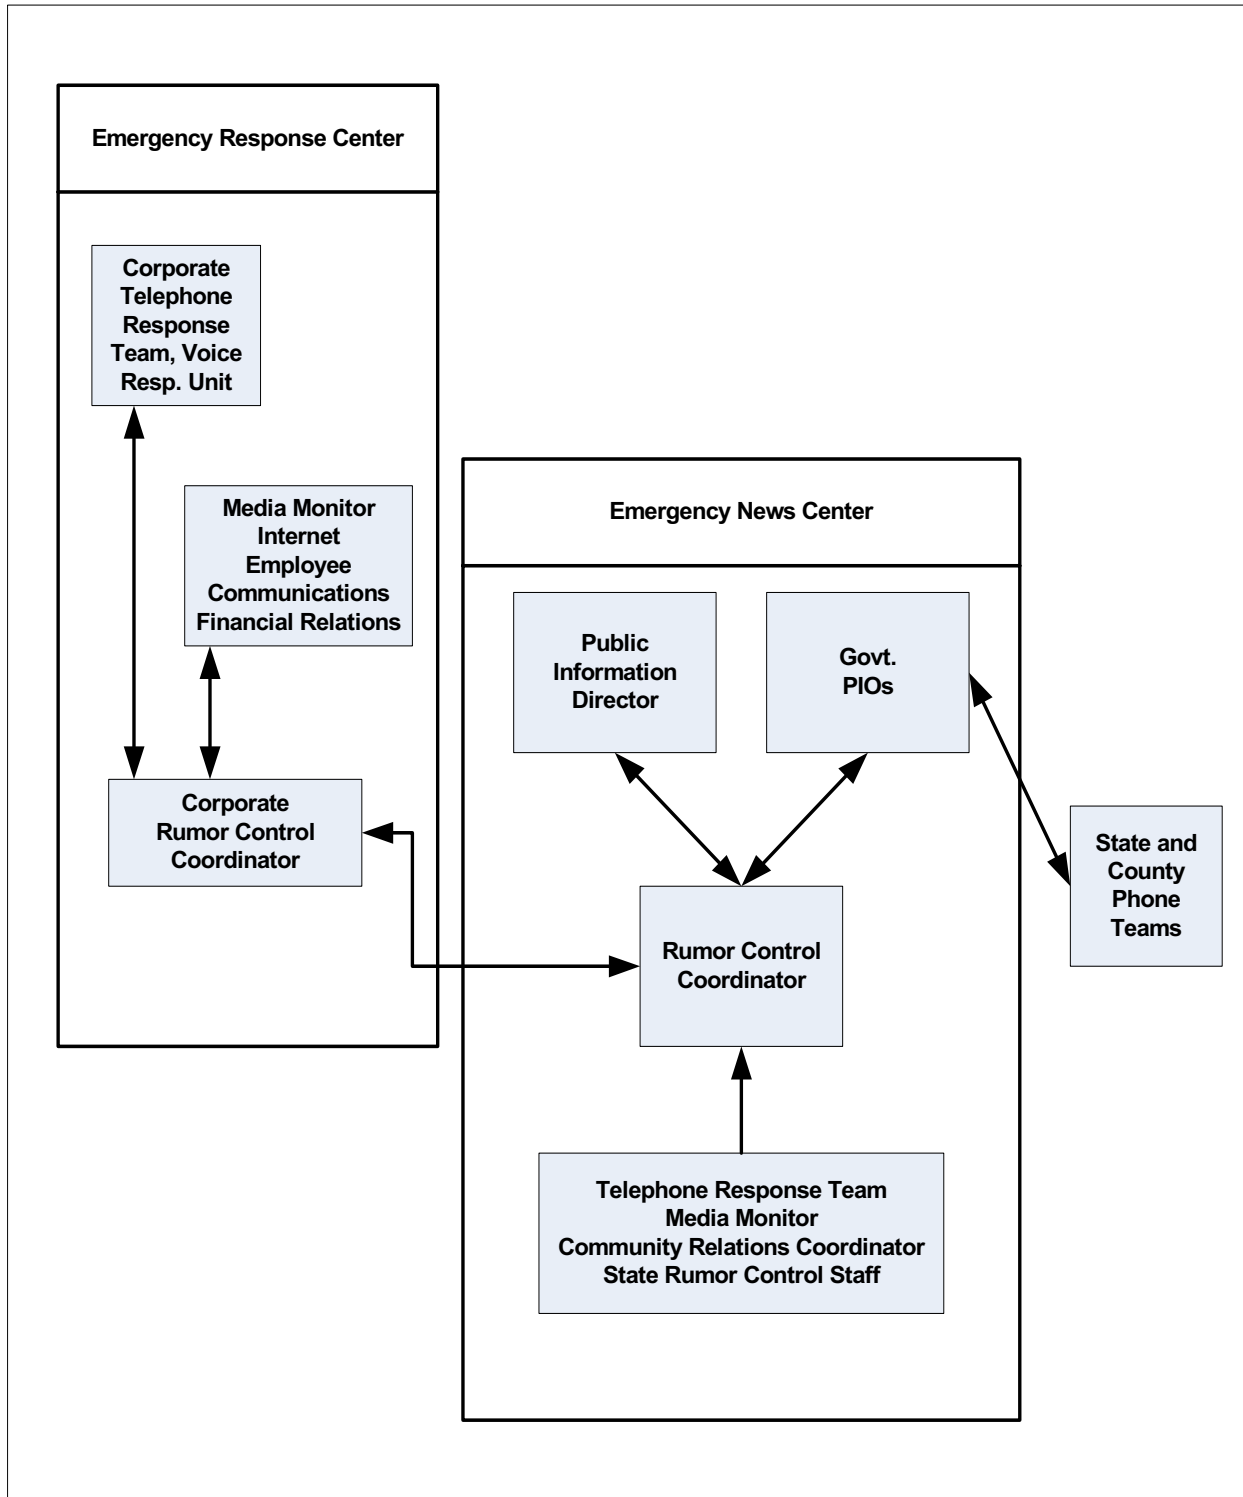 Emergency Response Center
Corporate
Telephone
Response
Team, Voice
Resp. Unit
Media Monitor
Internet
Employee
Communications
Financial Relations
Corporate
Rumor Control
Coordinator
Emergency News Center
Public
Information
Director
Govt.
PIOs
State and
County
Phone
Teams
Rumor Control
Coordinator
Telephone Response Team
Media Monitor
Community Relations Coordinator
State Rumor Control Staff